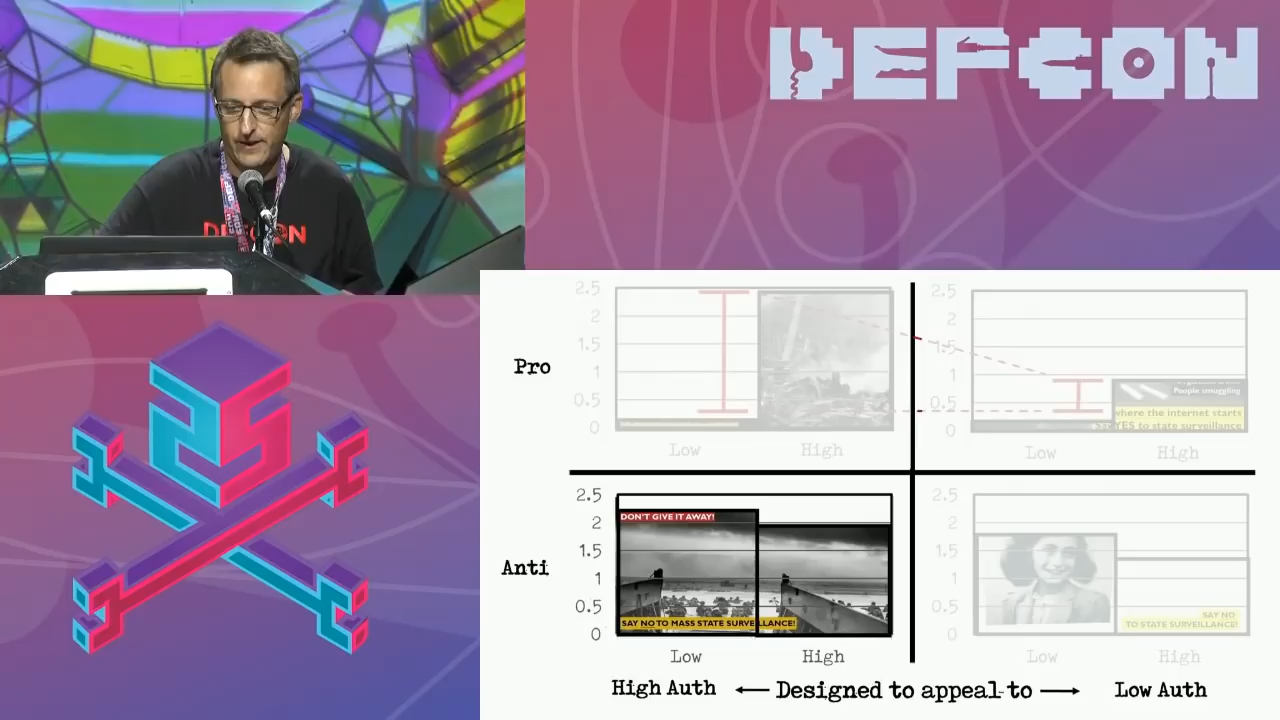 DEFCON
DEFCON
2.5
2
1.5
1
0.5
0
Pro
Low
High
2.5
2
1.5
1
0.5
0
People smuggling
where the internet starts
YES to state surveillance
Low
High
2.5
2
1.5
1
0.5
0
Anti
DON'T GIVE IT AWAY!
SAY NO TO MASS STATE SURVEILLANCE!
Low
High
2.5
2
1.5
1
0.5
0
SAY NO
TO STATE SURVEILLANCE!
Low
High
High Auth
Designed to appeal to
Low Auth